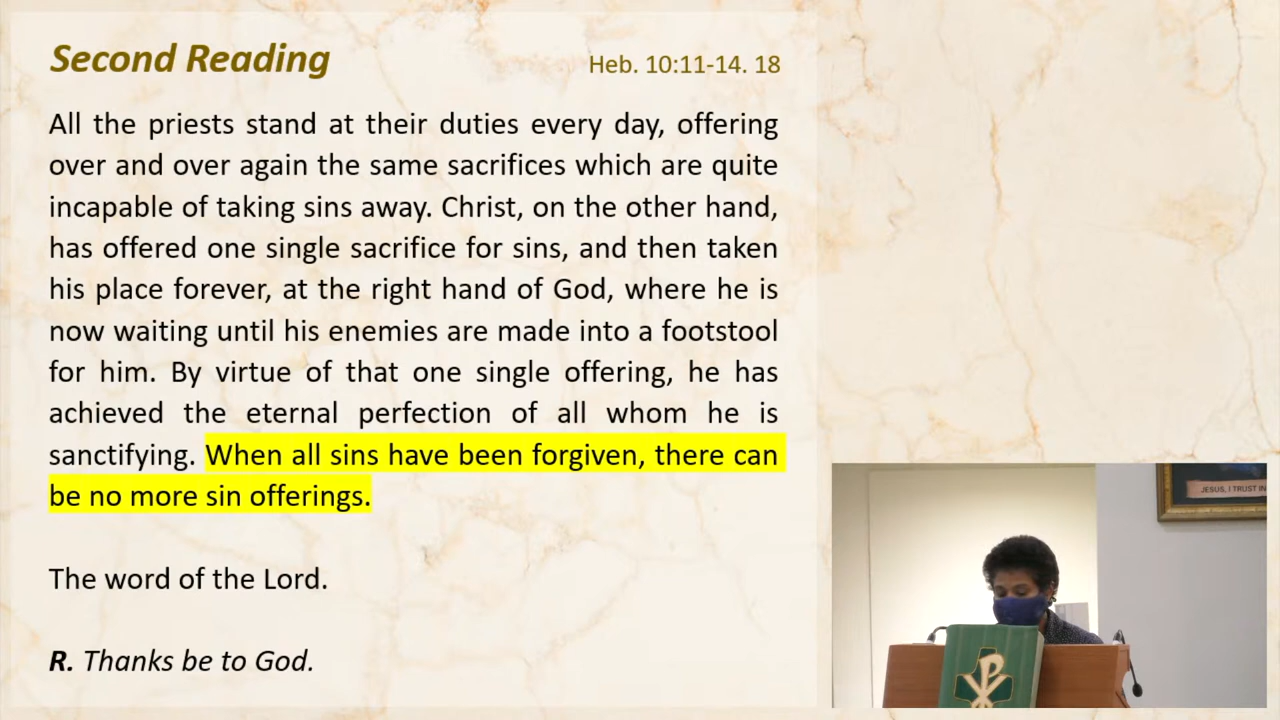 Second Reading
Heb. 10:11-14. 18
All the priests stand at their duties every day, offering
over and over again the same sacrifices which are quite
incapable of taking sins away. Christ, on the other hand,
has offered one single sacrifice for sins, and then taken
his place forever, at the right hand of God, where he is
now waiting until his enemies are made into a footstool
for him. By virtue of that one single offering, he has
achieved the eternal perfection of all whom he is
sanctifying. When all sins have been forgiven, there can
be no more sin offerings.
The word of the Lord.
R. Thanks be to God.
JESUS, I TRUST IN